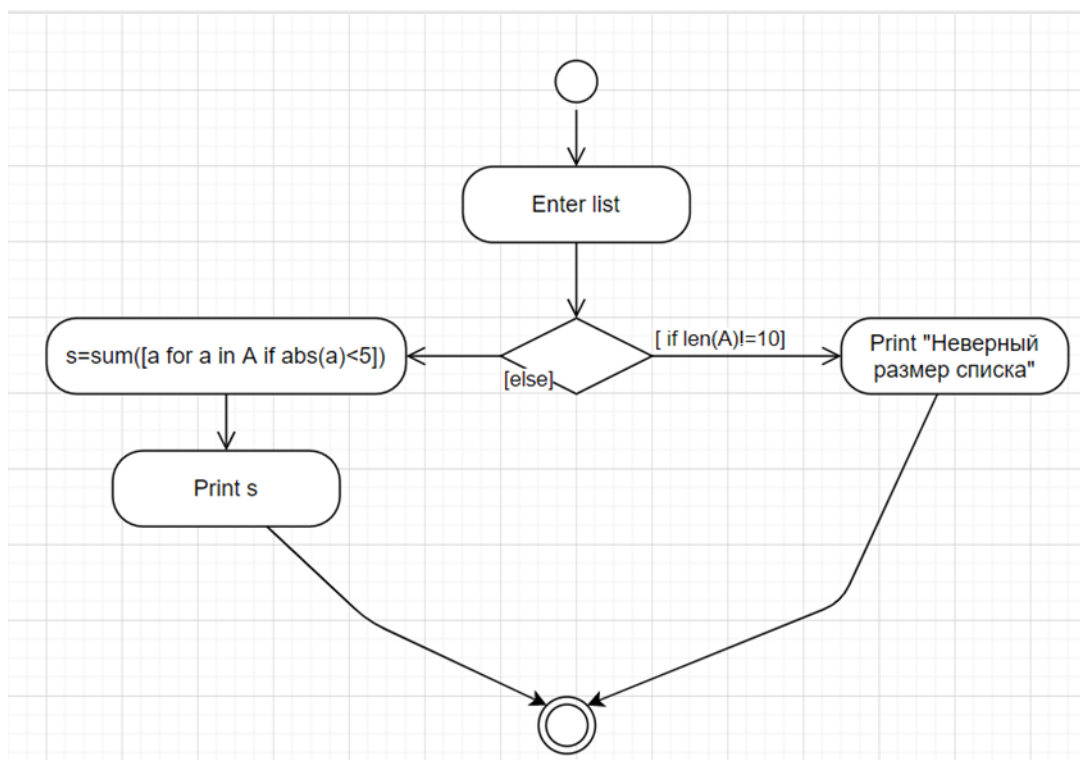 Enter list
s=sum([a for a in A if abs(a)<5])
[else]
[ if len(A)!=10]
Print "Неверный
размер списка"
Print s